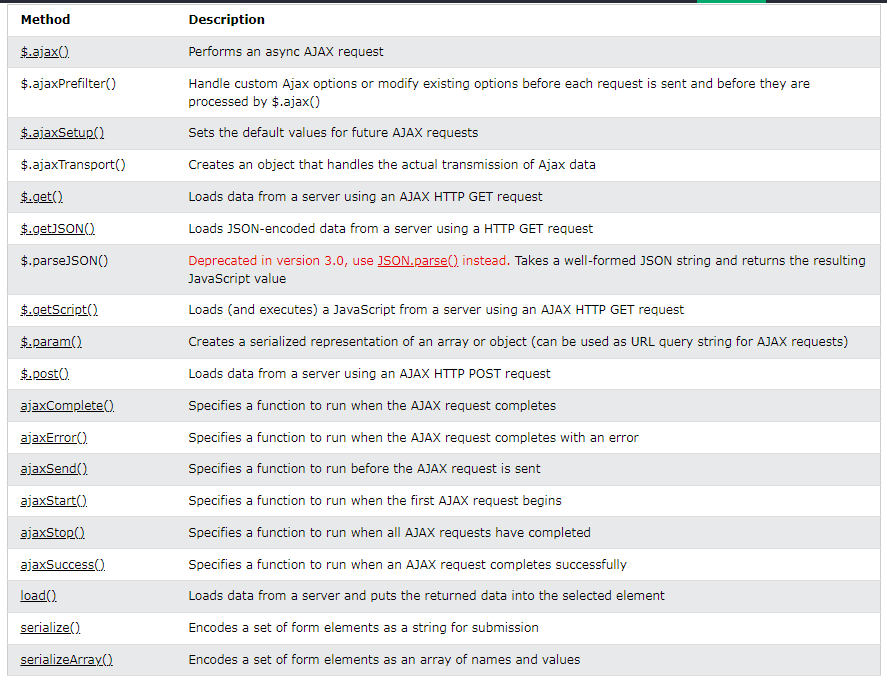 Method Description
$.ajax() Performs an async AJAX request
$.ajaxPrefilter() Handle custom Ajax options or modify existing options before each request is sent and before they are
processed by $.ajax()
$.ajaxSetup() Sets the default values for future AJAX requests
$.ajaxTransport() Creates an object that handles the actual transmission of Ajax data
$.get() Loads data from a server using an AJAX HTTP GET request
$.getJSON() Loads JSON-encoded data from a server using a HTTP GET request
$.parseJSON() Deprecated in version 3.0, use JSON.parse() instead. Takes a well-formed JSON string and returns the resulting
JavaScript value
$.getScript() Loads (and executes) a JavaScript from a server using an AJAX HTTP GET request
$.param() Creates a serialized representation of an array or object (can be used as URL query string for AJAX requests)
$.post() Loads data from a server using an AJAX HTTP POST request
ajaxComplete() Specifies a function to run when the AJAX request completes
ajaxError() Specifies a function to run when the AJAX request completes with an error
ajaxSend() Specifies a function to run before the AJAX request is sent
ajaxStart() Specifies a function to run when the first AJAX request begins
ajaxStop() Specifies a function to run when all AJAX requests have completed
ajaxSuccess() Specifies a function to run when an AJAX request completes successfully
load() Loads data from a server and puts the returned data into the selected element
serialize() Encodes a set of form elements as a string for submission
serializeArray() Encodes a set of form elements as an array of names and values